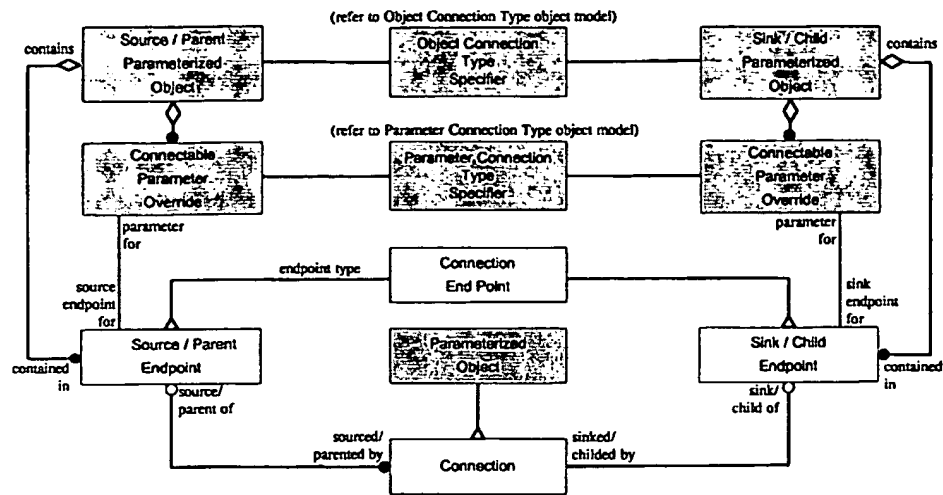 (refer to Object Connection Type object model)
contains
Source / Parent
Parameterized
Object
Object Connection
Type
Specifier
Sink / Child
Parameterized
Object
contains
(refer to Parameter Connection Type object model)
Connectable
Parameter
Override
Parameter Connection
Type
Specifier
Connectable
Parameter
Override
parameter
for
parameter
for
endpoint type
Connection
End Point
source
endpoint
for
sink
endpoint
for
Source / Parent
Endpoint
Parameterized
Object
Sink / Child
Endpoint
contained
in
contained
in
source/
parent of
sink/
child of
sourced/
parented by
Connection
sinked/
childed by